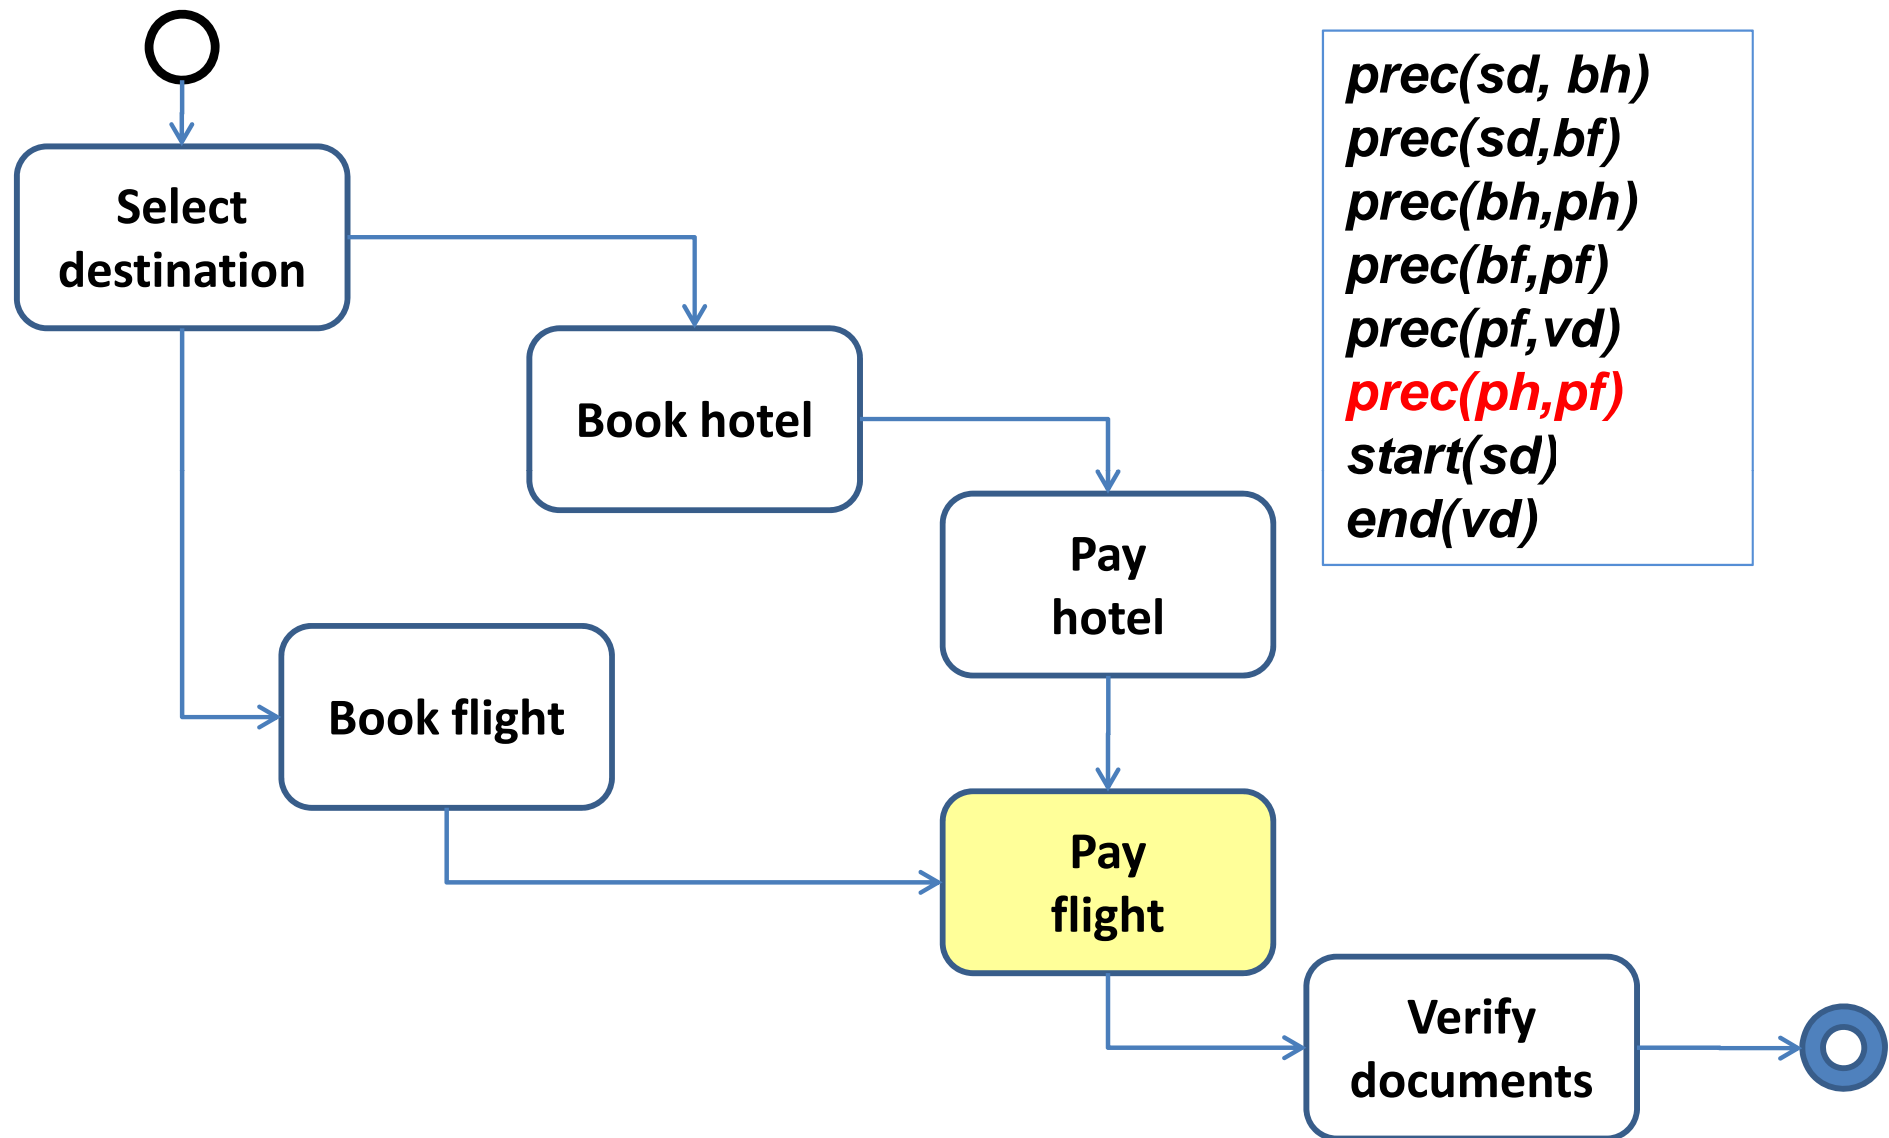 prec(sd, bh)
prec(sd,bf)
prec(bh,ph)
prec(bf,pf)
prec(pf,vd)
prec(ph,pf)
start(sd)
end(vd)
Select
destination
Book hotel
Pay
hotel
Book flight
Pay
flight
Verify
documents